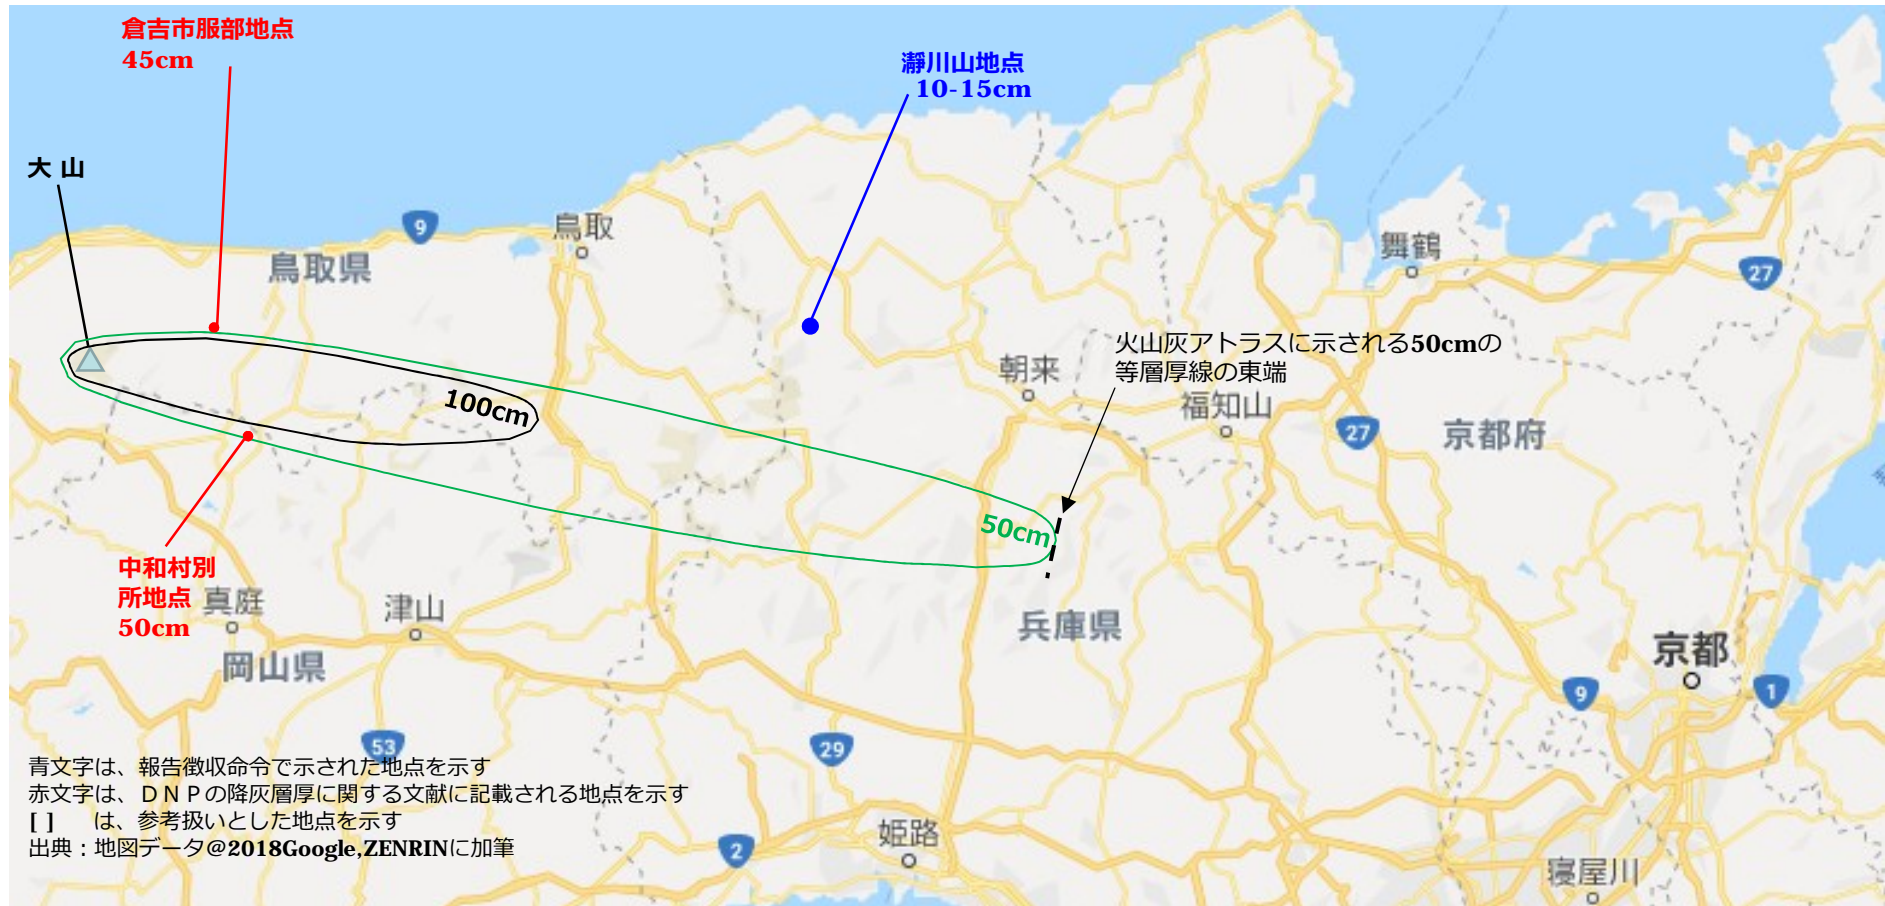 倉吉市服部地点
45cm
瀞川山地点
10-15cm
大 山
9
鳥取
鳥取県
舞鶴
27
火山灰アトラスに示される50cmの
等層厚線の東端
朝来
100cm
福知山
27
京都府
50cm
中和村別
所地点
50cm
真庭
津山
兵庫県
京都
岡山県
9
1
53
29
青文字は、報告徴収命令で示された地点を示す
赤文字は、DNPの降灰層厚に関する文献に記載される地点を示す
[ ] は、参考扱いとした地点を示す
出典：地図データ@2018Google,ZENRINに加筆
姫路
2
寝屋川